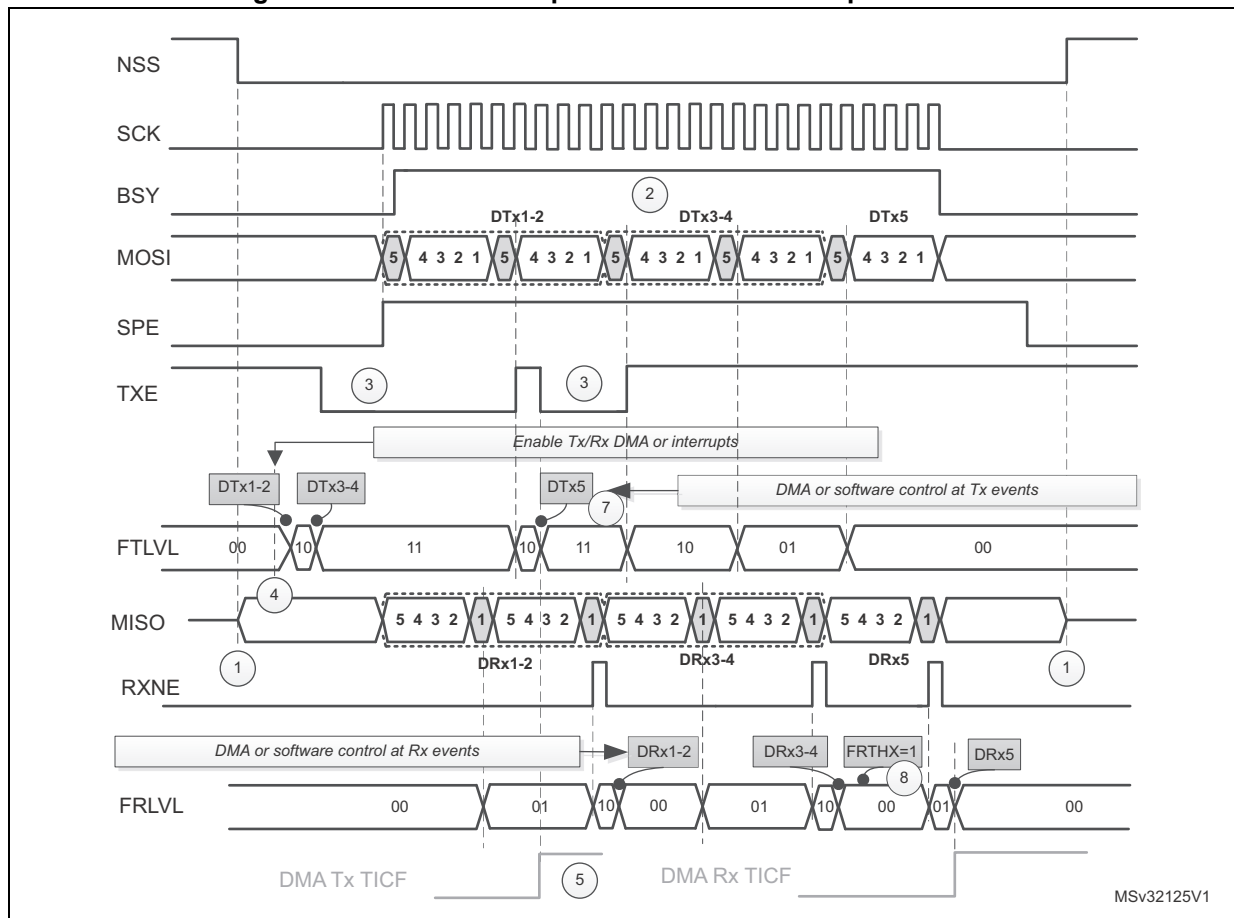 NSS
SCK
BSY
2
DTx1-2 DTx3-4 DTx5
MOSI 5 4 3 2 1 5 4 3 2 1 5 4 3 2 1 5 4 3 2 1 5 4 3 2 1
SPE
TXE 3 3
Enable Tx/Rx DMA or interrupts
DTx1-2 DTx3-4 DTx5 DMA or software control at Tx events
7
FTLVL 00 10 11 10 11 10 01 00
4
MISO 5 4 3 2 1 5 4 3 2 1 5 4 3 2 1 5 4 3 2 1 5 4 3 2 1
1 DRx1-2 DRx3-4 DRx5 1
RXNE
DMA or software control at Rx events DRx1-2 DRx3-4 FRTHX=1 DRx5
8
FRLVL 00 01 10 00 01 10 00 01 00
DMA Tx TICF 5 DMA Rx TICF
MSv32125V1